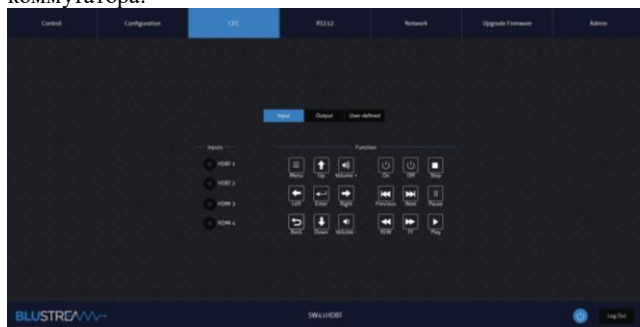 коммутатора.
Control Configuration CEC RS232 Network Upgrade Firmware Admin
Input Output User-defined
Inputs Function
HDBT 1
HDBT 2
HDMI 3
HDMI 4
Menu Up Volume + On Off Stop
Left Enter Right Previous Next Pause
Back Down Volume - REW FF Play
BLUSTREAM SW41HDBT Log Out